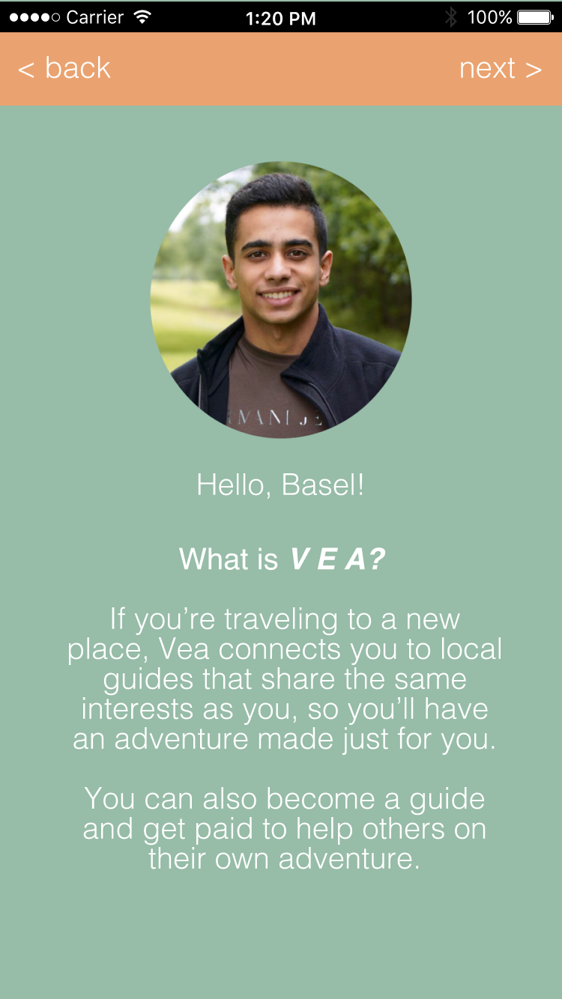 Carrier 1:20 PM 100%
< back next >
MANI JE
Hello, Basel!
What is V E A?
If you’re traveling to a new
place, Vea connects you to local
guides that share the same
interests as you, so you’ll have
an adventure made just for you.
You can also become a guide
and get paid to help others on
their own adventure.